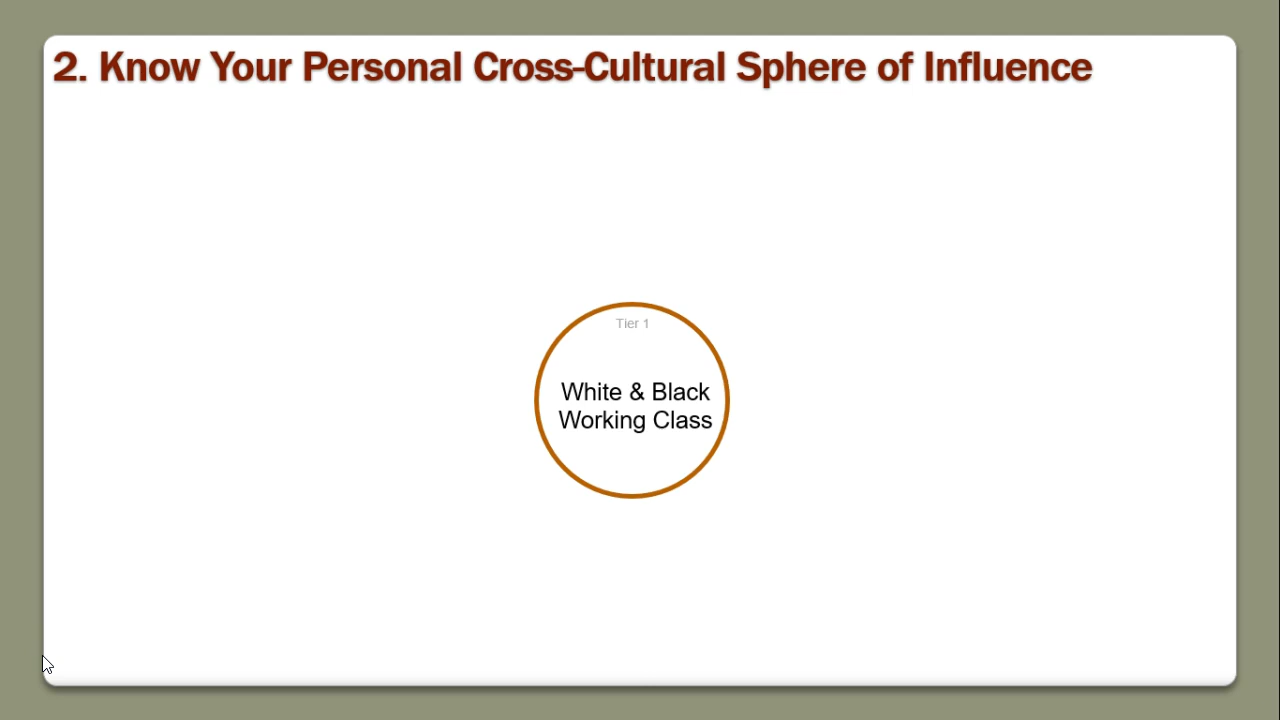 2. Know Your Personal Cross-Cultural Sphere of Influence
Tier 1
White & Black
Working Class